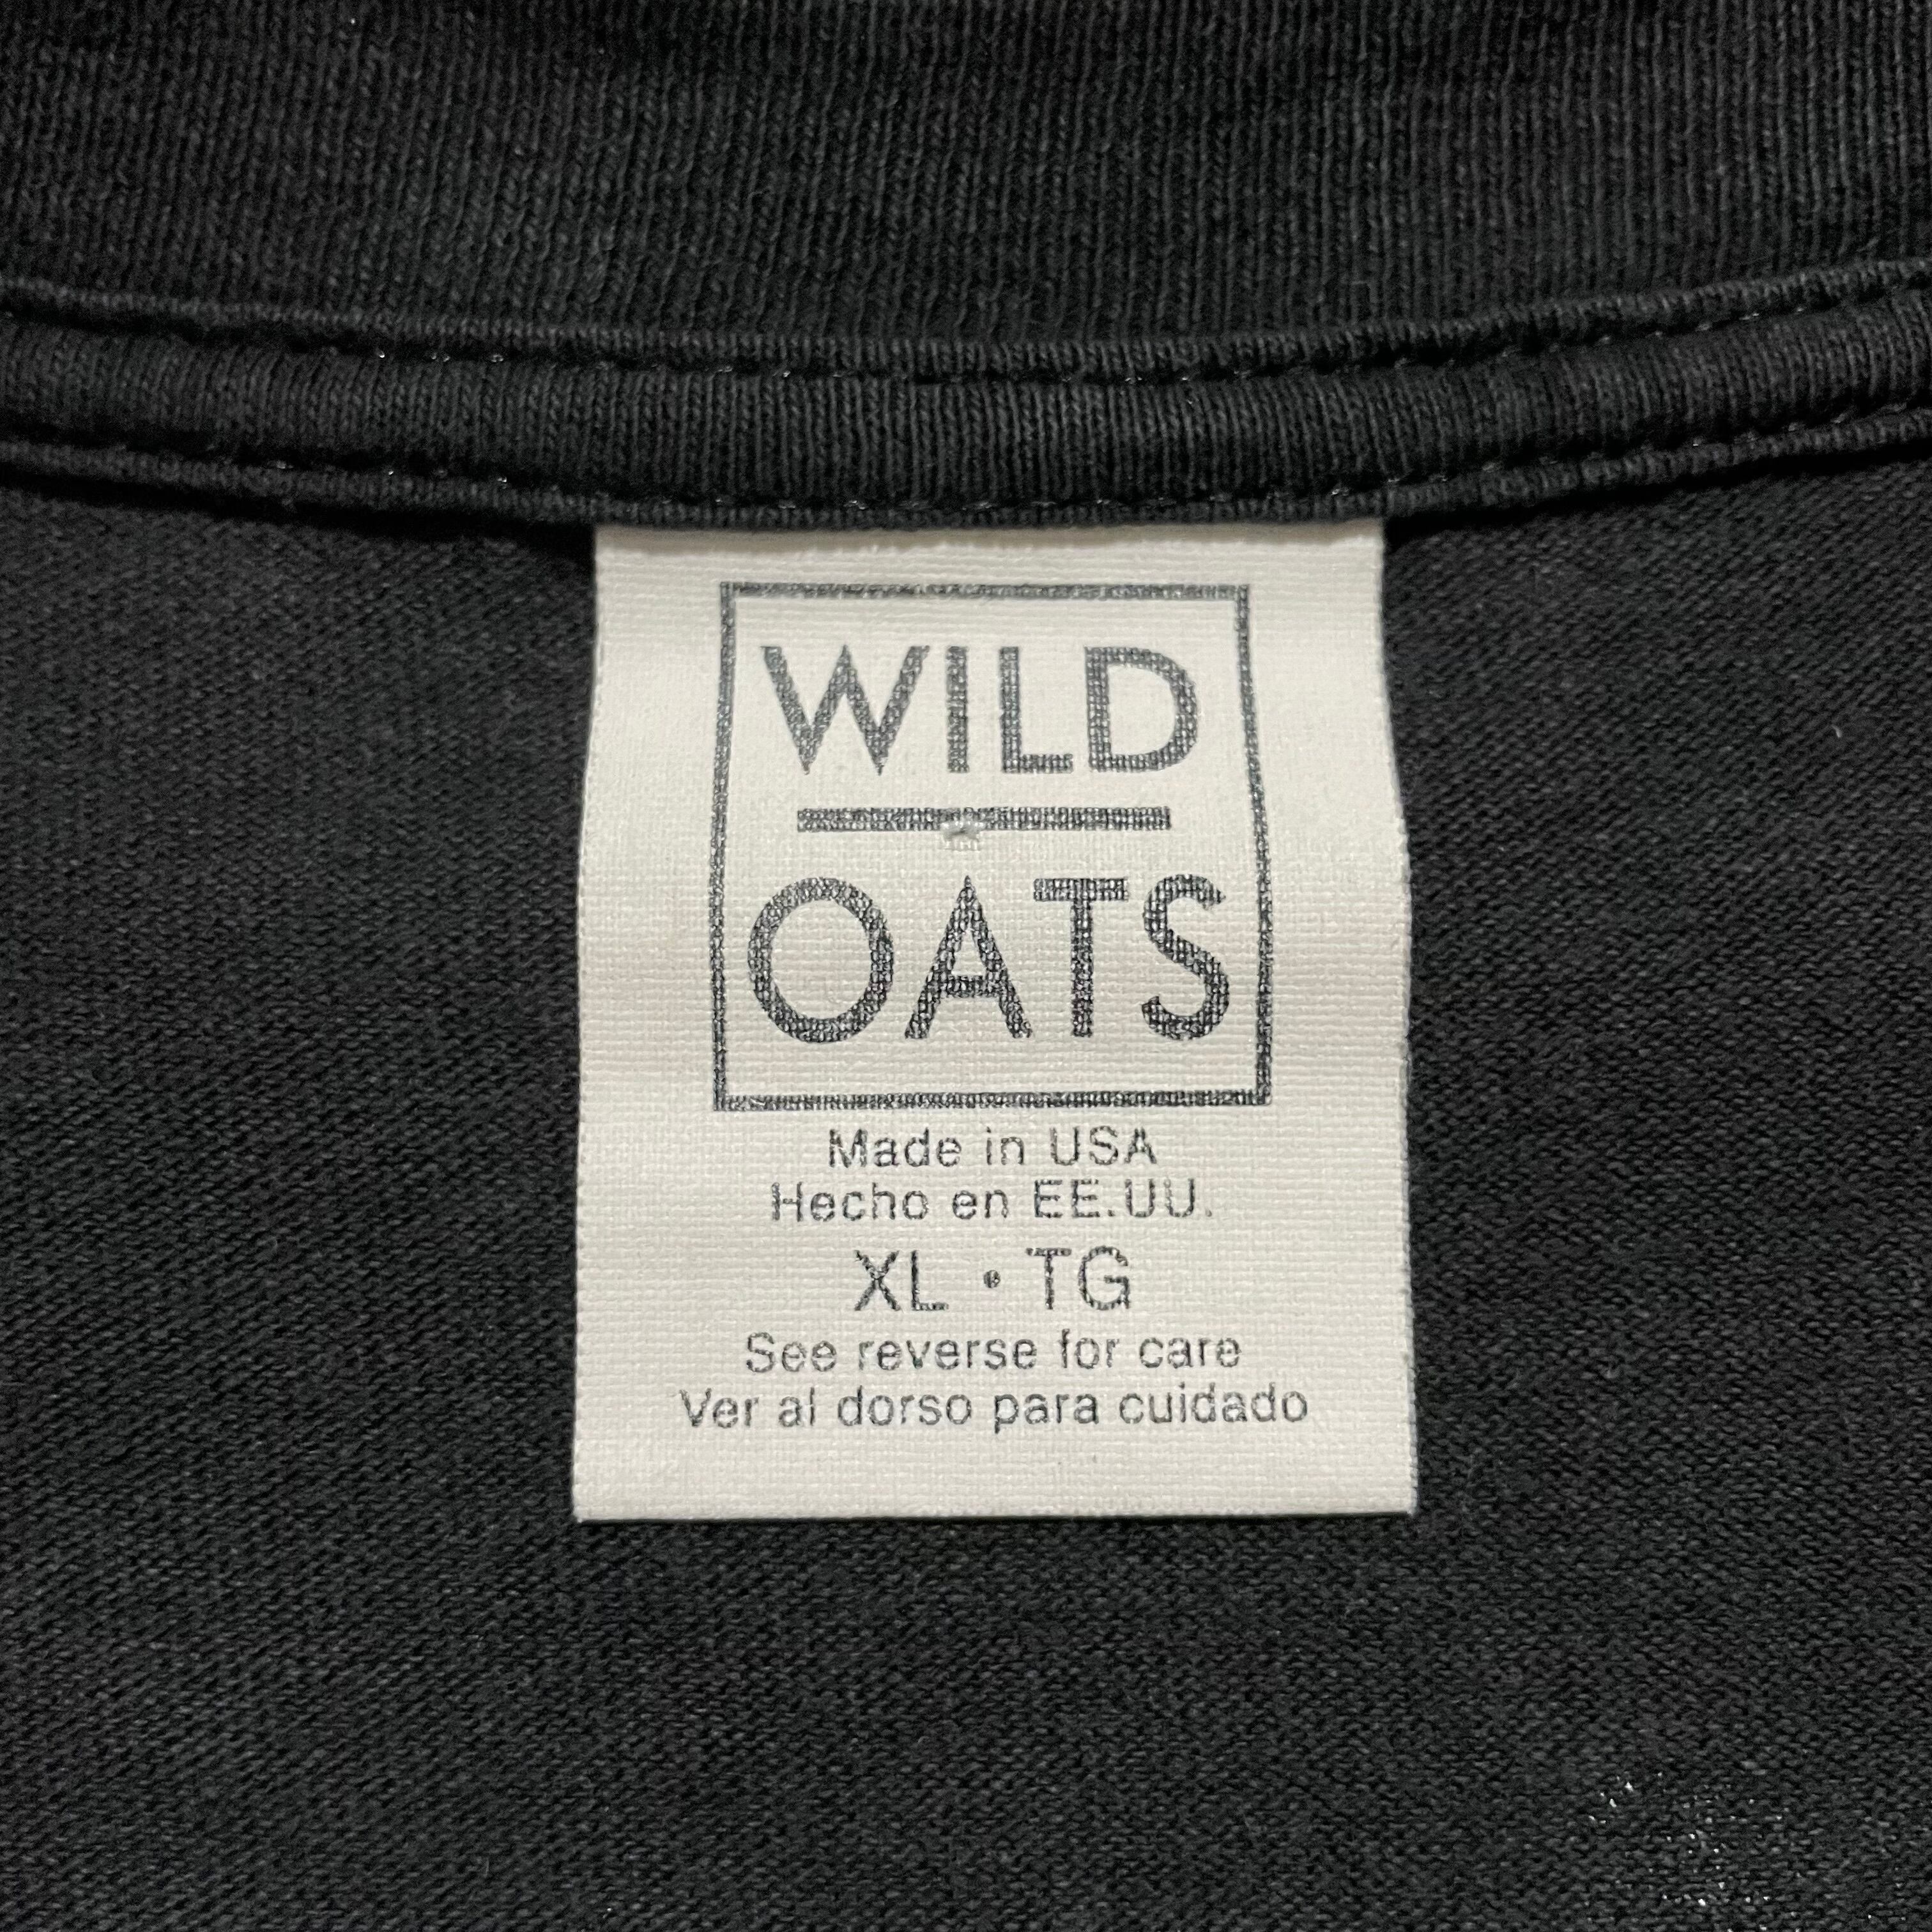 WILD
OATS
Made in USA
Hecho en EE.UU.
XL • TG
See reverse for care
Ver al dorso para cuidado